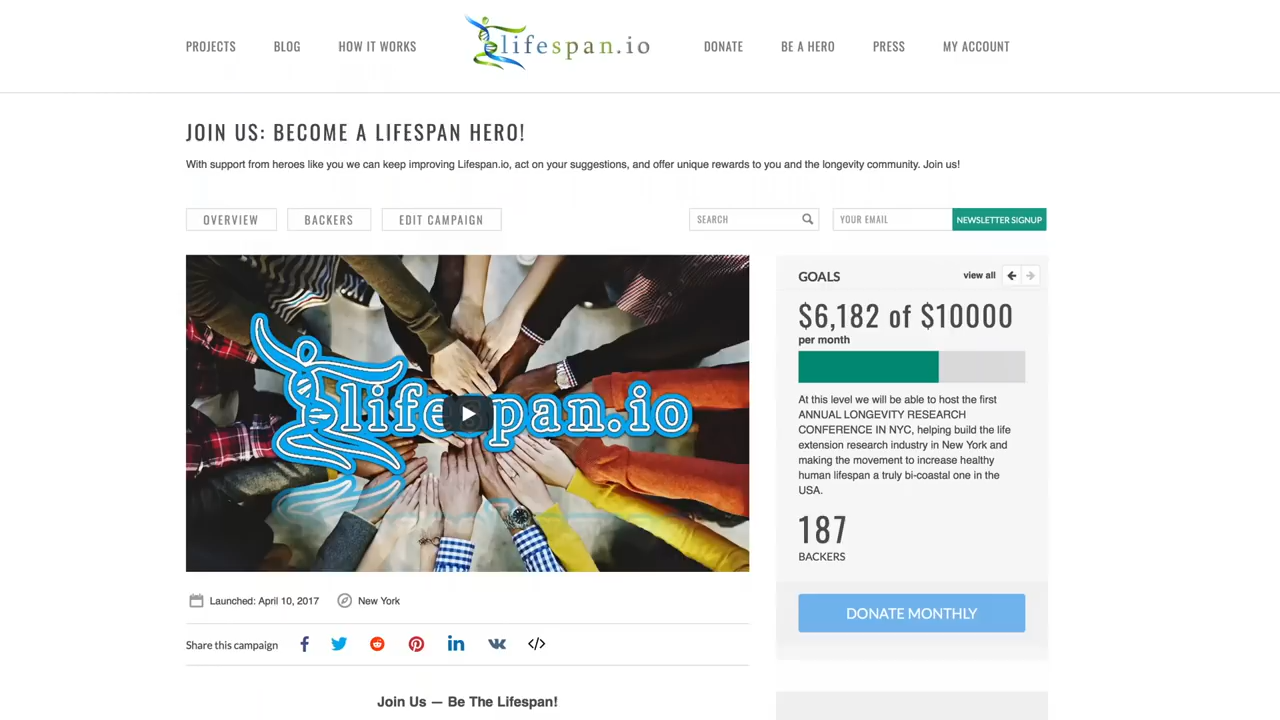 PROJECTS
BLOG
HOW IT WORKS
lifespan.io
DONATE
BE A HERO
PRESS
MY ACCOUNT
JOIN US: BECOME A LIFESPAN HERO!
With support from heroes like you we can keep improving Lifespan.io, act on your suggestions, and offer unique rewards to you and the longevity community. Join us!
OVERVIEW
BACKERS
EDIT CAMPAIGN
SEARCH
YOUR EMAIL
NEWSLETTER SIGNUP
lifespan.io
Launched: April 10, 2017
New York
Share this campaign
Join Us — Be The Lifespan!
GOALS
view all
$6,182 of $10000
per month
At this level we will be able to host the first
ANNUAL LONGEVITY RESEARCH
CONFERENCE IN NYC, helping build the life
extension research industry in New York and
making the movement to increase healthy
human lifespan a truly bi-coastal one in the
USA.
187
BACKERS
DONATE MONTHLY